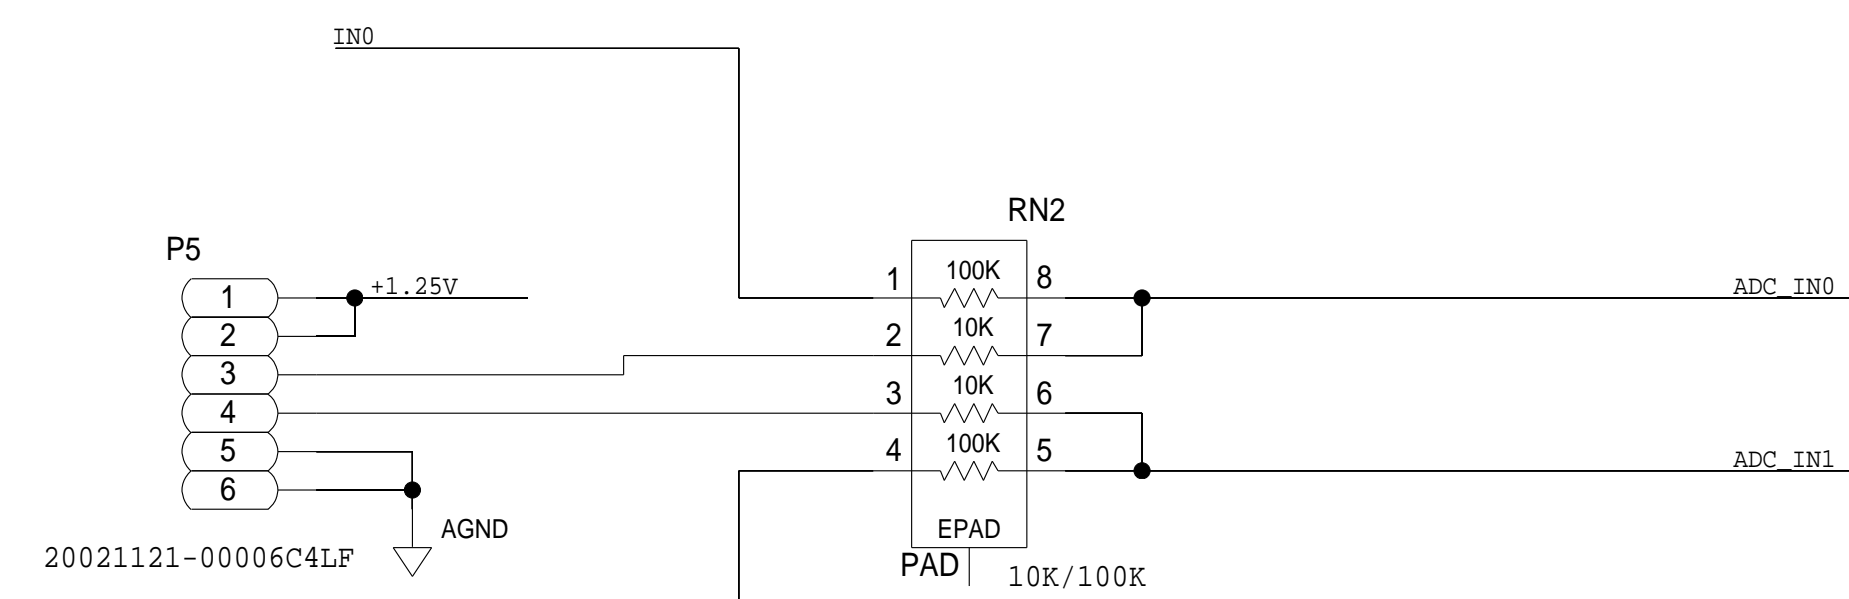 IN0
RN2
P5
1 100K 8
1 +1.25V ADC_IN0
2 10K 7
2
3
3 10K 6
4
4 100K 5
5 ADC_IN1
6
EPAD
AGND
20021121-00006C4LF
PAD
10K/100K